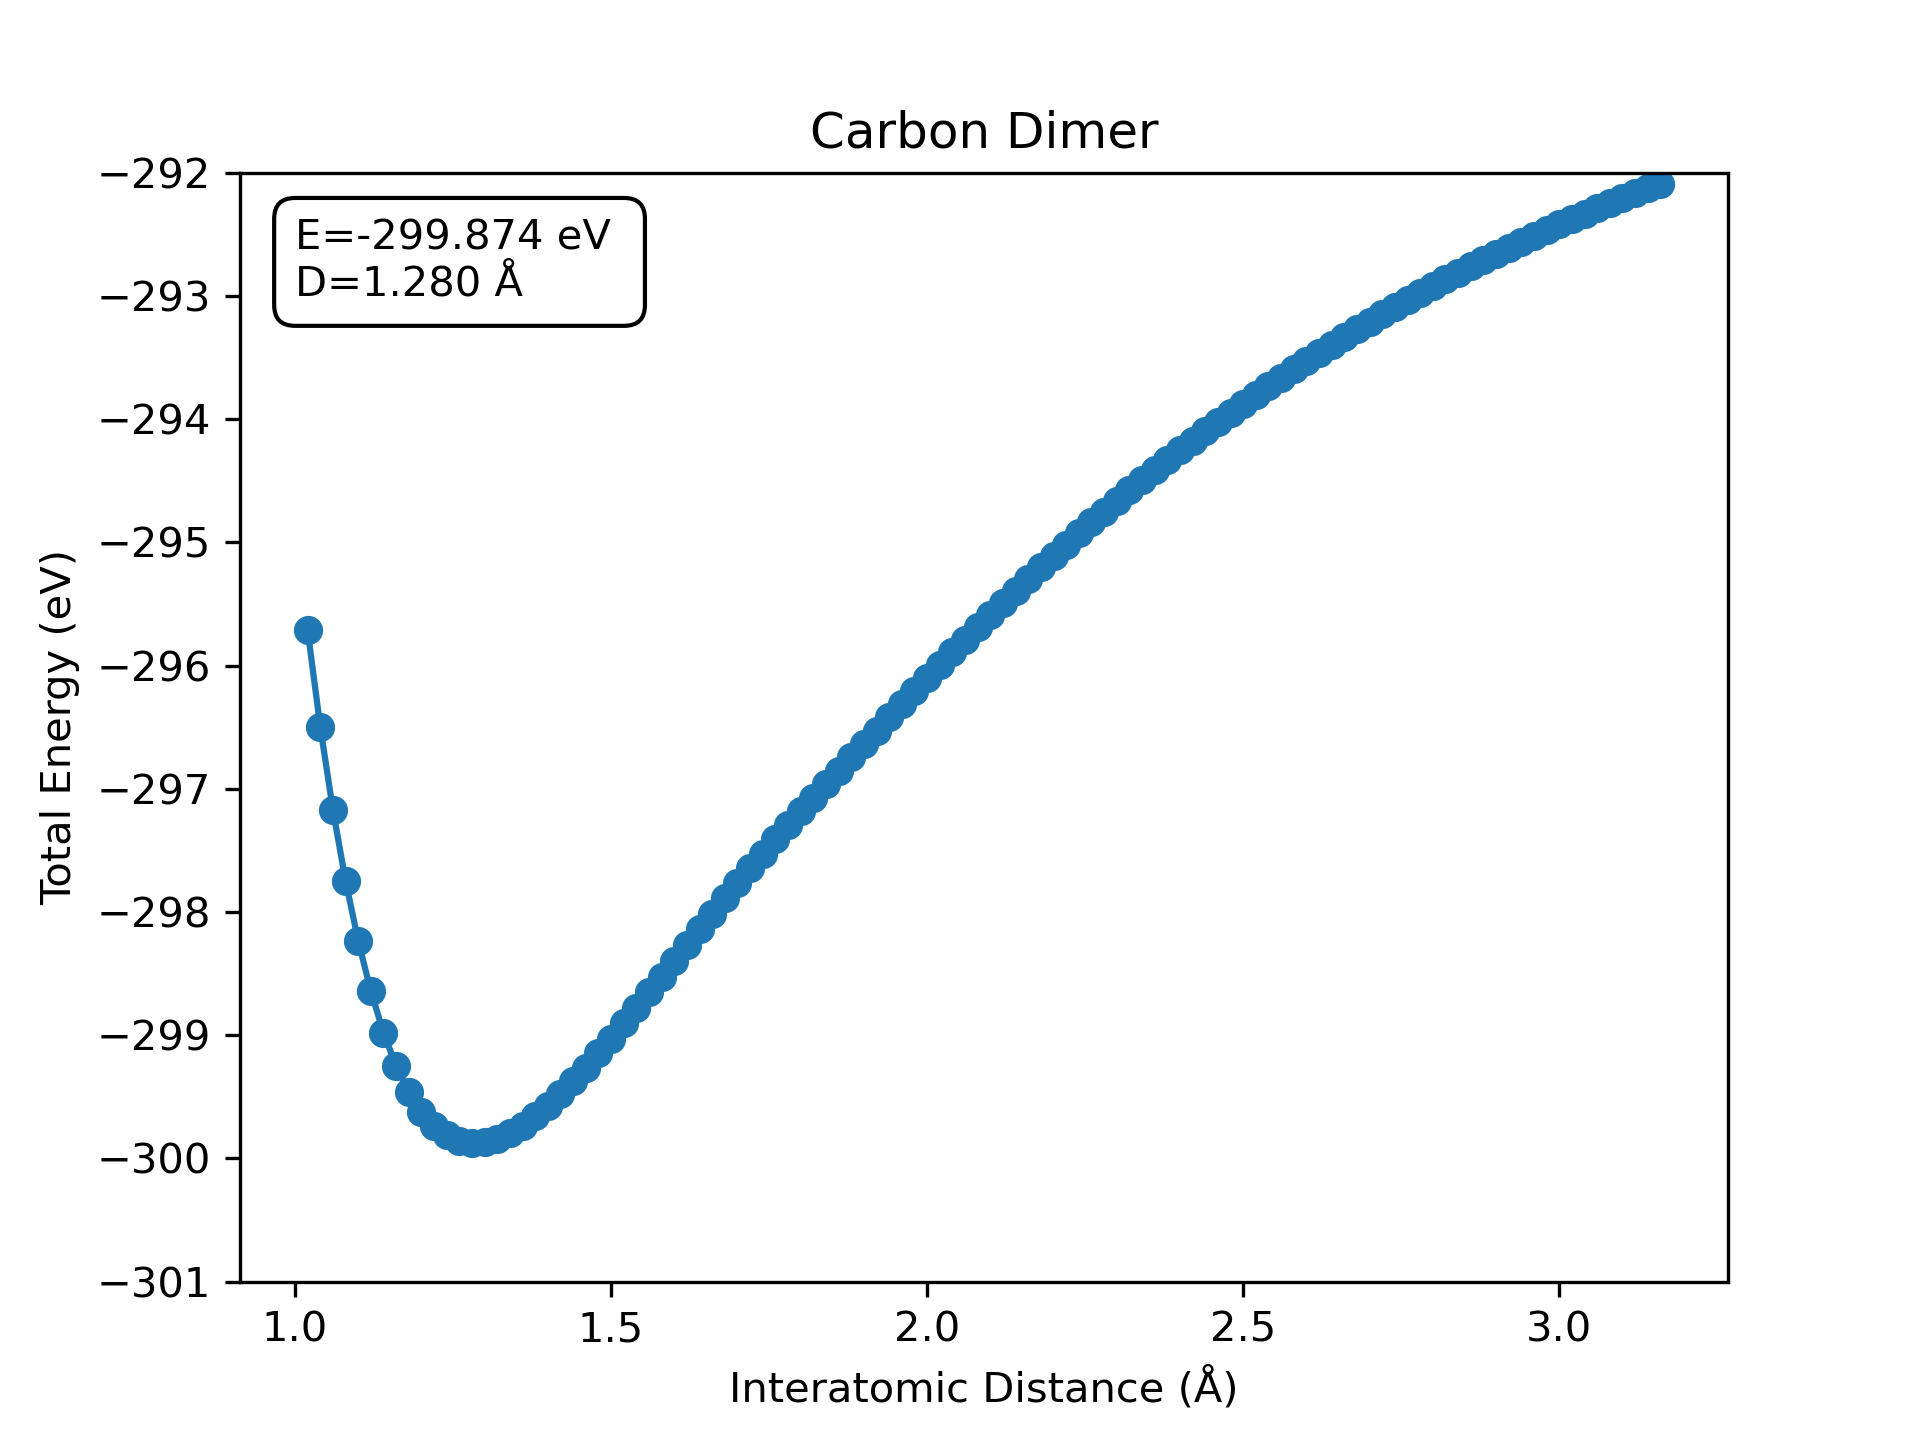 Carbon Dimer
E=-299.874 eV
D=1.280 Å
−292
−293
−294
−295
−296
−297
−298
−299
−300
−301
Total Energy (eV)
1.0 1.5 2.0 2.5 3.0
Interatomic Distance (Å)